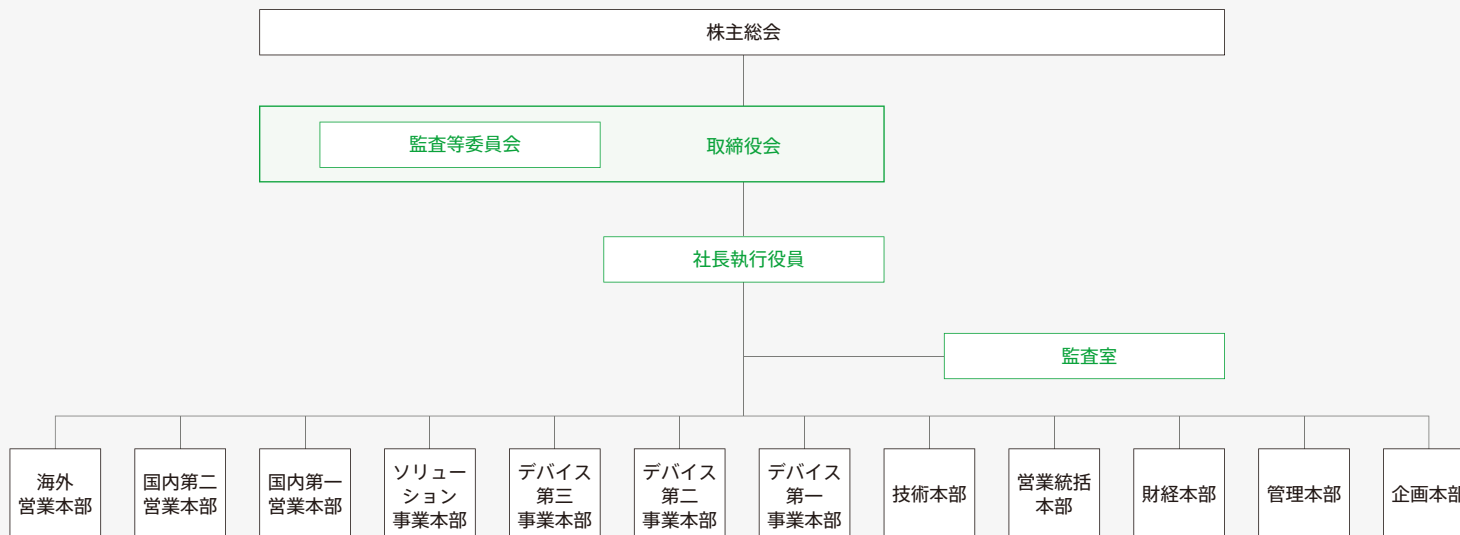 株主総会
監査等委員会
取締役会
社長執行役員
監査室
海外
営業本部
国内第二
営業本部
国内第一
営業本部
ソリュー
ション
事業本部
デバイス
第三
事業本部
デバイス
第二
事業本部
デバイス
第一
事業本部
技術本部
営業統括
本部
財経本部
管理本部
企画本部